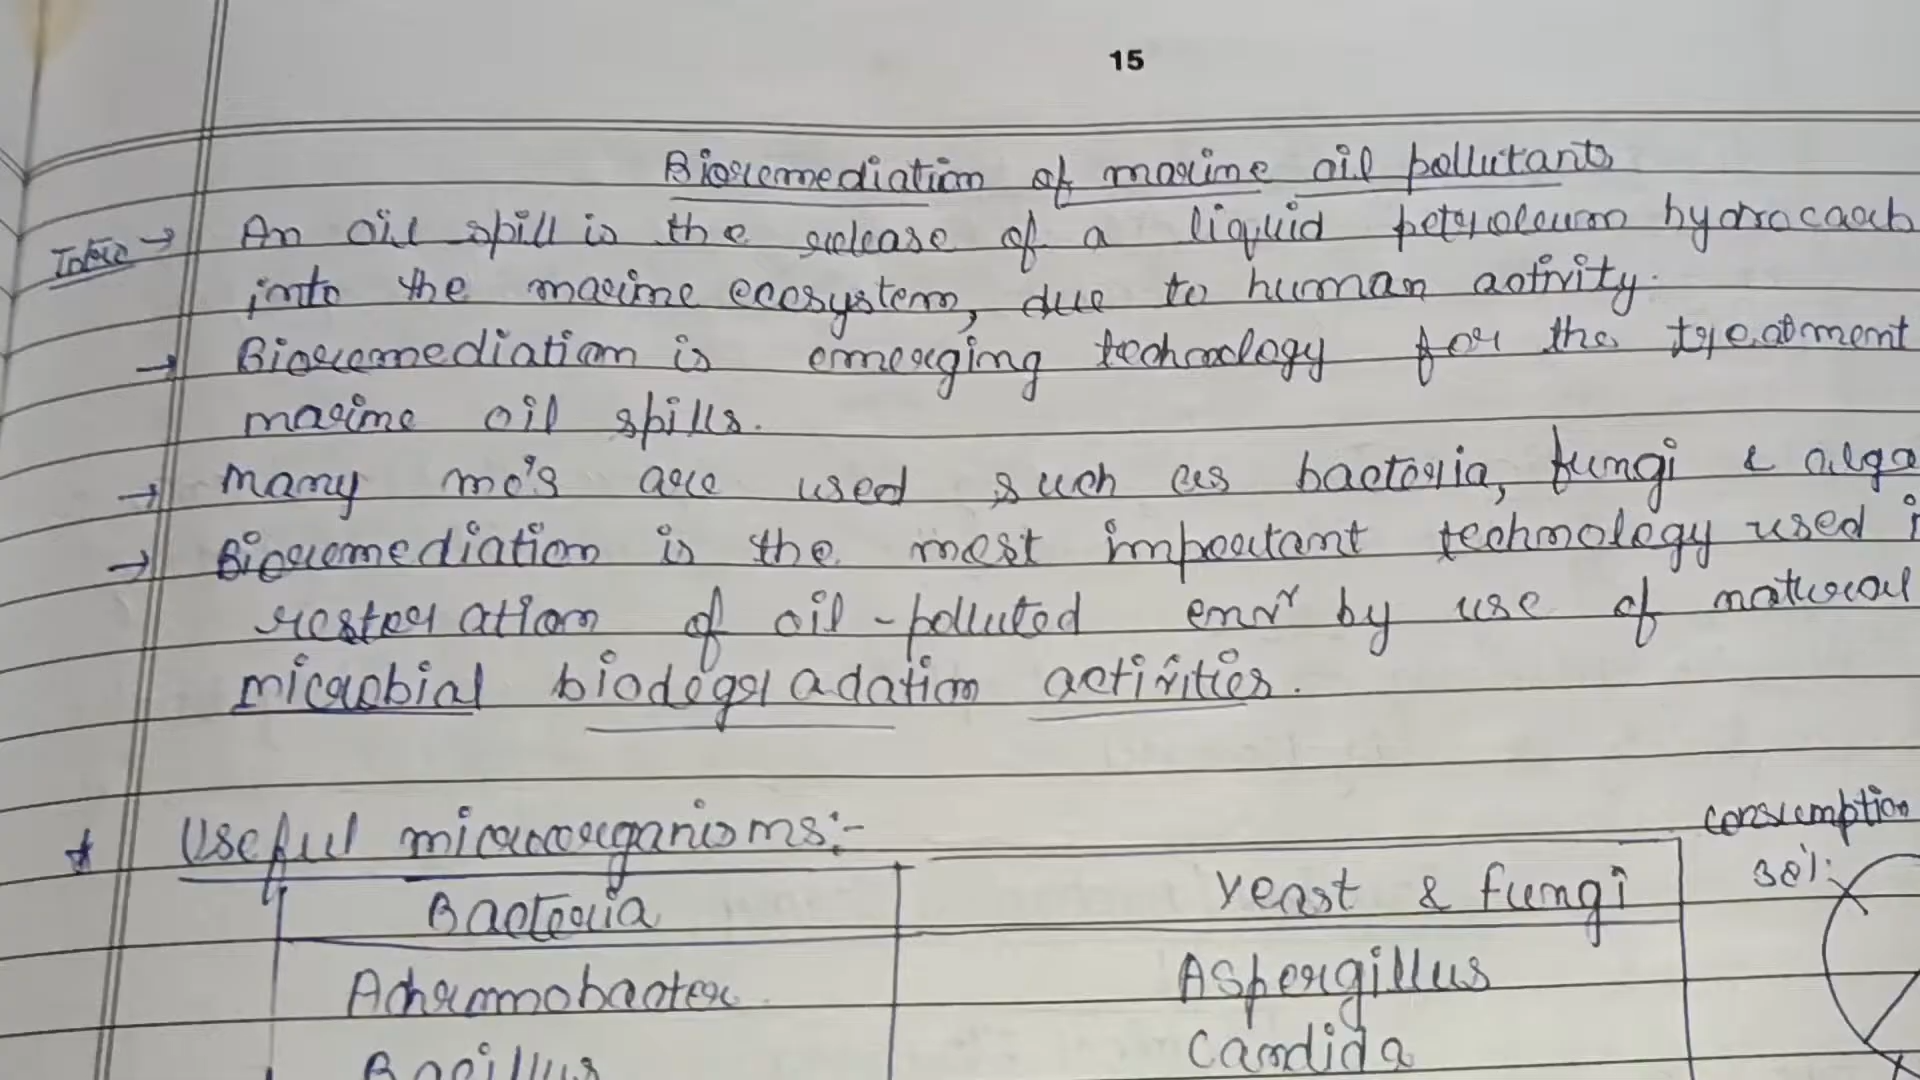 15
Bioremediation of marine oil pollutants
Intro → An oil spill is the release of a liquid petroleum hydrocarb
into the marine ecosystem, due to human activity.
→ Bioremediation is emerging technology for the treatment
marine oil spills.
→ Many mo's are used such as bacteria, fungi & alga
→ Bioremediation is the most important technology used i
restoration of oil-polluted envr by use of natural
microbial biodegradation activities.
* Useful microorganisms:-
consumption
Bacteria Yeast & Fungi 38%
Achromobacter Aspergillus
Bacillus Candida